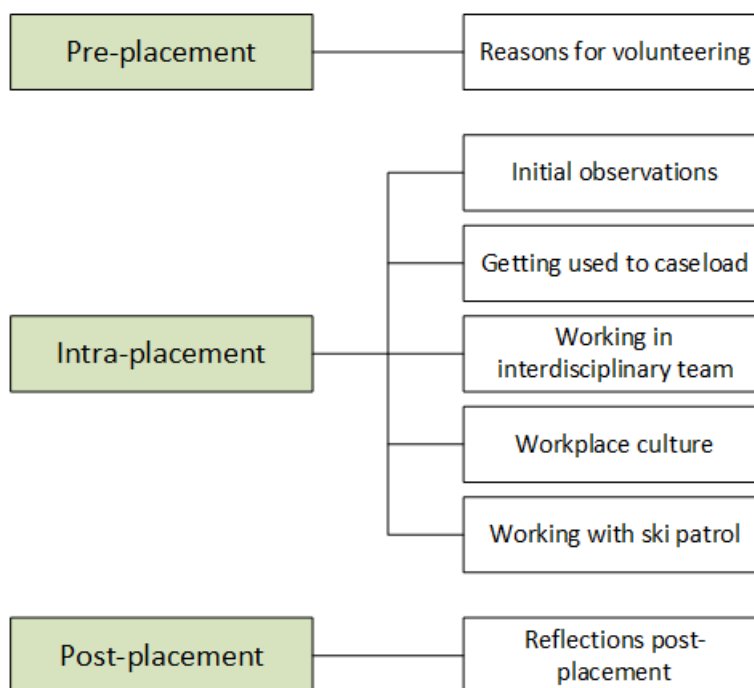 Pre-placement
Reasons for volunteering
Initial observations
Getting used to caseload
Intra-placement
Working in
interdisciplinary team
Workplace culture
Working with ski patrol
Post-placement
Reflections post-
placement